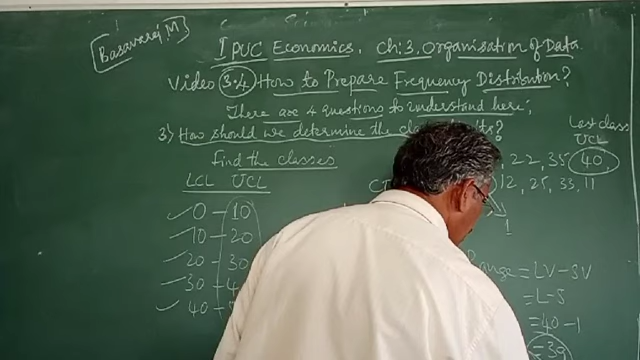 Basavaraj M
I PUC Economics. Ch:3. Organisation of Data.
Video 3.4 How to Prepare Frequency Distribution?
There are 4 questions to understand here;
3) How should we determine the
Find the classes
Last class
UCL
LCL UCL
22, 35 40
12, 25, 33, 11
0 - 10
10 - 20
20 - 30
30 -
40 -
1
Range = LV - SV
= L - S
= 40 - 1
= 39